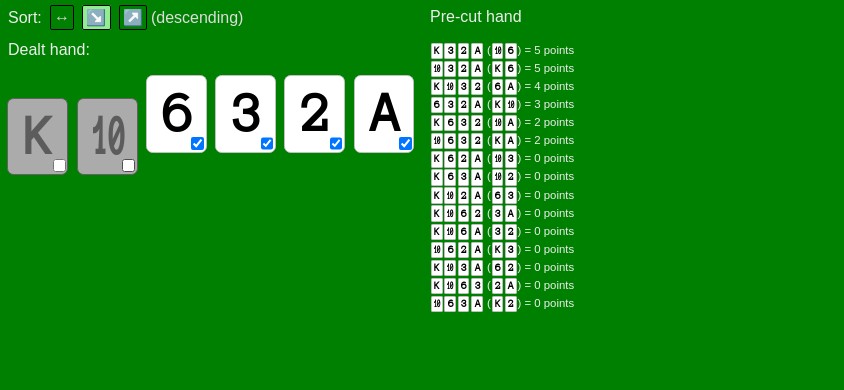 Sort: ↔ ↘ ↗ (descending)
Dealt hand:
K 10 6 3 2 A
Pre-cut hand
K 3 2 A (10 6) = 5 points
10 3 2 A (K 6) = 5 points
K 10 3 2 (6 A) = 4 points
6 3 2 A (K 10) = 3 points
K 6 3 2 (10 A) = 2 points
10 6 3 2 (K A) = 2 points
K 6 2 A (10 3) = 0 points
K 6 3 A (10 2) = 0 points
K 10 2 A (6 3) = 0 points
K 10 6 2 (3 A) = 0 points
K 10 6 A (3 2) = 0 points
10 6 2 A (K 3) = 0 points
K 10 3 A (6 2) = 0 points
K 10 6 3 (2 A) = 0 points
10 6 3 A (K 2) = 0 points